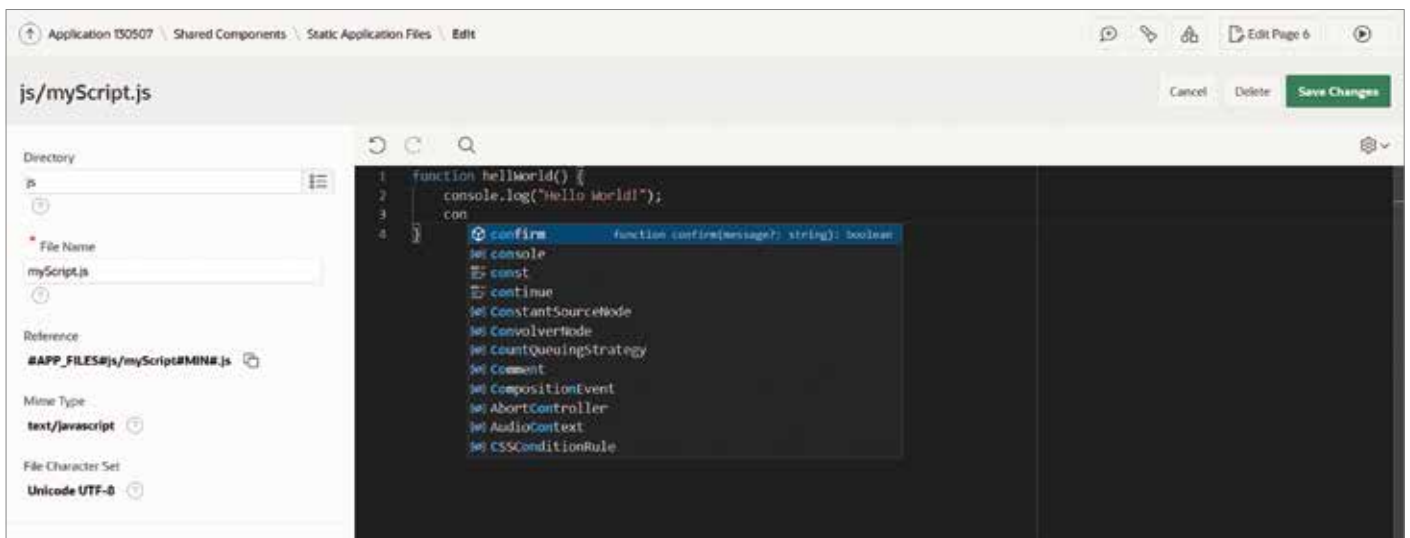 Application 130507 \ Shared Components \ Static Application Files \ Edit
Edit Page 6
js/myScript.js
Cancel Delete Save Changes
Directory
js
* File Name
myScript.js
Reference
#APP_FILES#js/myScript#MIN#.js
Mime Type
text/javascript
File Character Set
Unicode UTF-8
1 function hellWorld() {
2 console.log("Hello World!");
3 con
4 }
confirm function confirm(message?: string): boolean
console
const
continue
ConstantSourceNode
ConvolverNode
CountQueuingStrategy
Comment
CompositionEvent
AbortController
AudioContext
CSSConditionRule